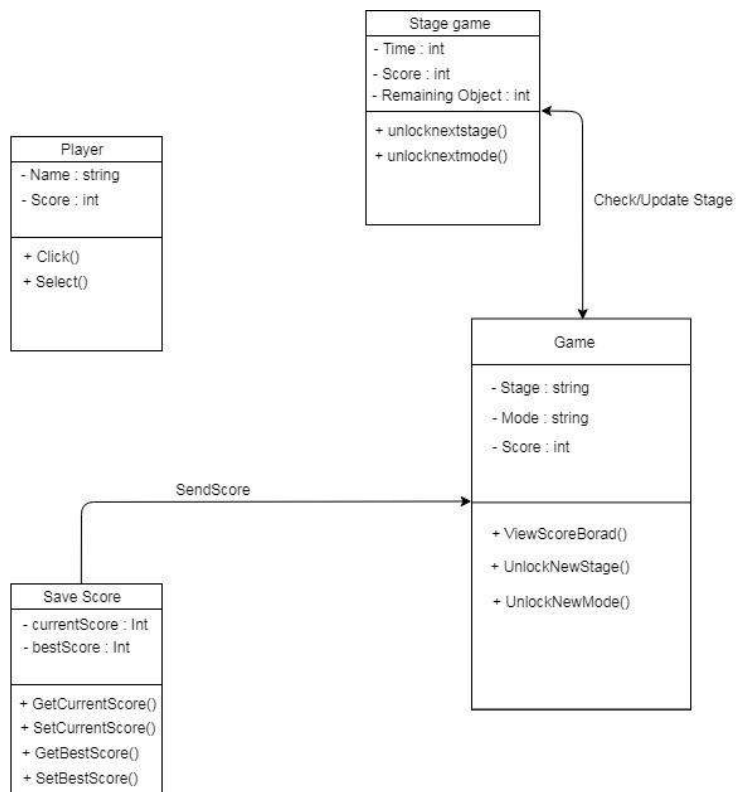 Stage game
- Time : int
- Score : int
- Remaining Object : int
+ unlocknextstage()
+ unlocknextmode()
Player
- Name : string
- Score : int
+ Click()
+ Select()
Check/Update Stage
Game
- Stage : string
- Mode : string
- Score : int
+ ViewScoreBorad()
+ UnlockNewStage()
+ UnlockNewMode()
SendScore
Save Score
- currentScore : Int
- bestScore : Int
+ GetCurrentScore()
+ SetCurrentScore()
+ GetBestScore()
+ SetBestScore()